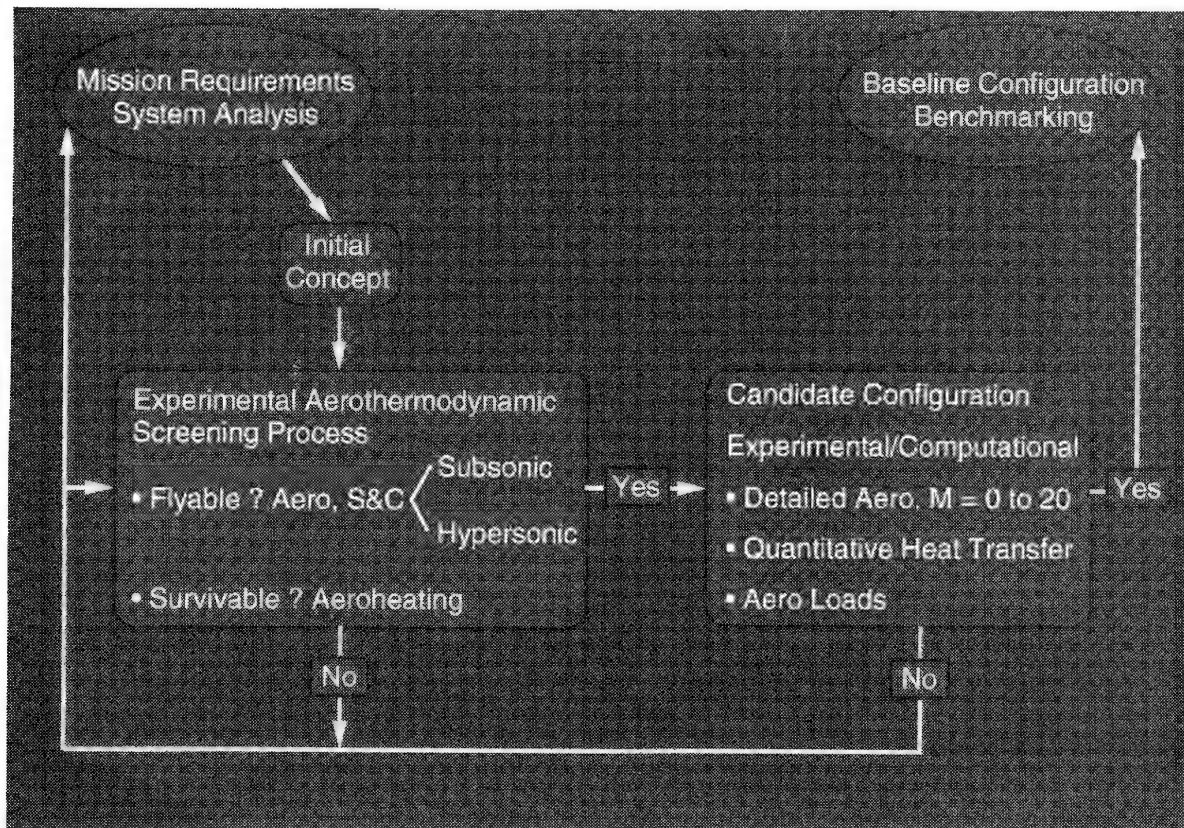 Mission Requirements
System Analysis
Baseline Configuration
Benchmarking
Initial
Concept
Experimental Aerothermodynamic
Screening Process
• Flyable ? Aero, S&C
Subsonic
Hypersonic
• Survivable ? Aeroheating
Yes
No
Candidate Configuration
Experimental/Computational
• Detailed Aero, M = 0 to 20
• Quantitative Heat Transfer
• Aero Loads
Yes
No